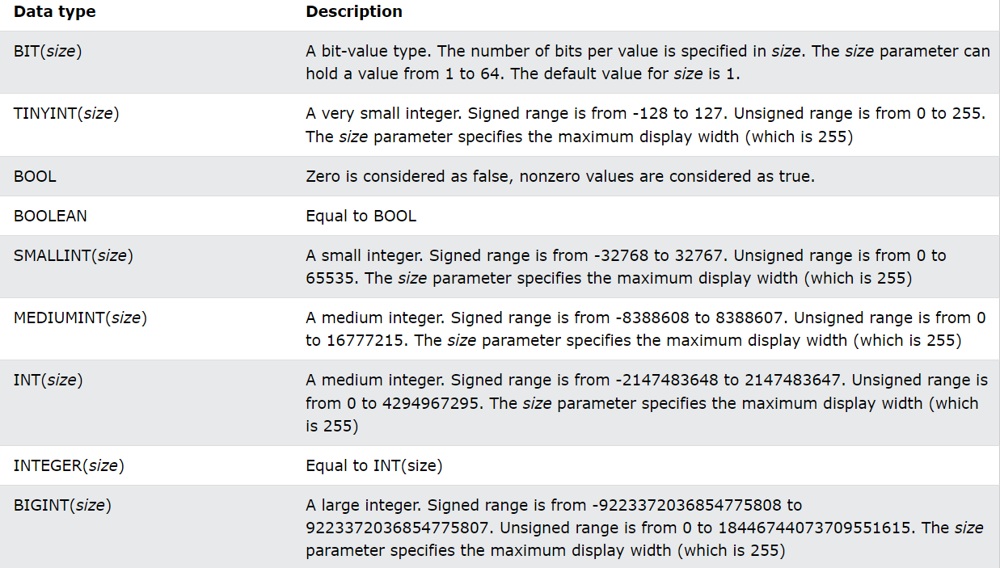 Data type Description
BIT(size) A bit-value type. The number of bits per value is specified in size. The size parameter can
hold a value from 1 to 64. The default value for size is 1.
TINYINT(size) A very small integer. Signed range is from -128 to 127. Unsigned range is from 0 to 255.
The size parameter specifies the maximum display width (which is 255)
BOOL Zero is considered as false, nonzero values are considered as true.
BOOLEAN Equal to BOOL
SMALLINT(size) A small integer. Signed range is from -32768 to 32767. Unsigned range is from 0 to
65535. The size parameter specifies the maximum display width (which is 255)
MEDIUMINT(size) A medium integer. Signed range is from -8388608 to 8388607. Unsigned range is from 0
to 16777215. The size parameter specifies the maximum display width (which is 255)
INT(size) A medium integer. Signed range is from -2147483648 to 2147483647. Unsigned range is
from 0 to 4294967295. The size parameter specifies the maximum display width (which
is 255)
INTEGER(size) Equal to INT(size)
BIGINT(size) A large integer. Signed range is from -9223372036854775808 to
9223372036854775807. Unsigned range is from 0 to 18446744073709551615. The size
parameter specifies the maximum display width (which is 255)